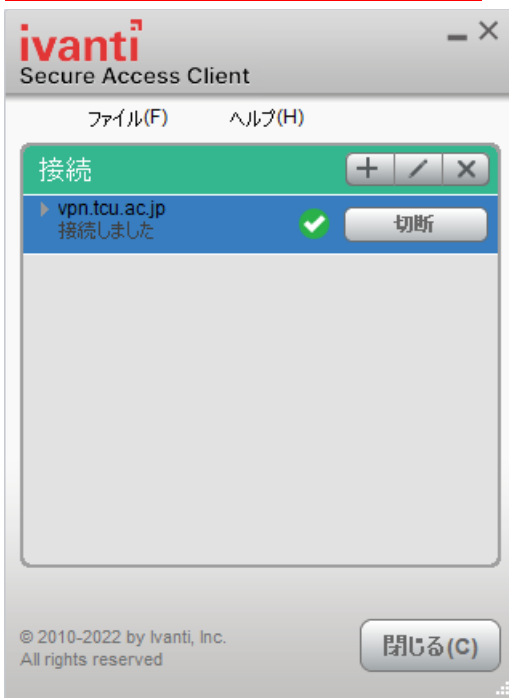 ivanti
Secure Access Client
ファイル(F) ヘルプ(H)
接続
vpn.tcu.ac.jp
接続しました
切断
© 2010-2022 by Ivanti, Inc.
All rights reserved
閉じる(C)